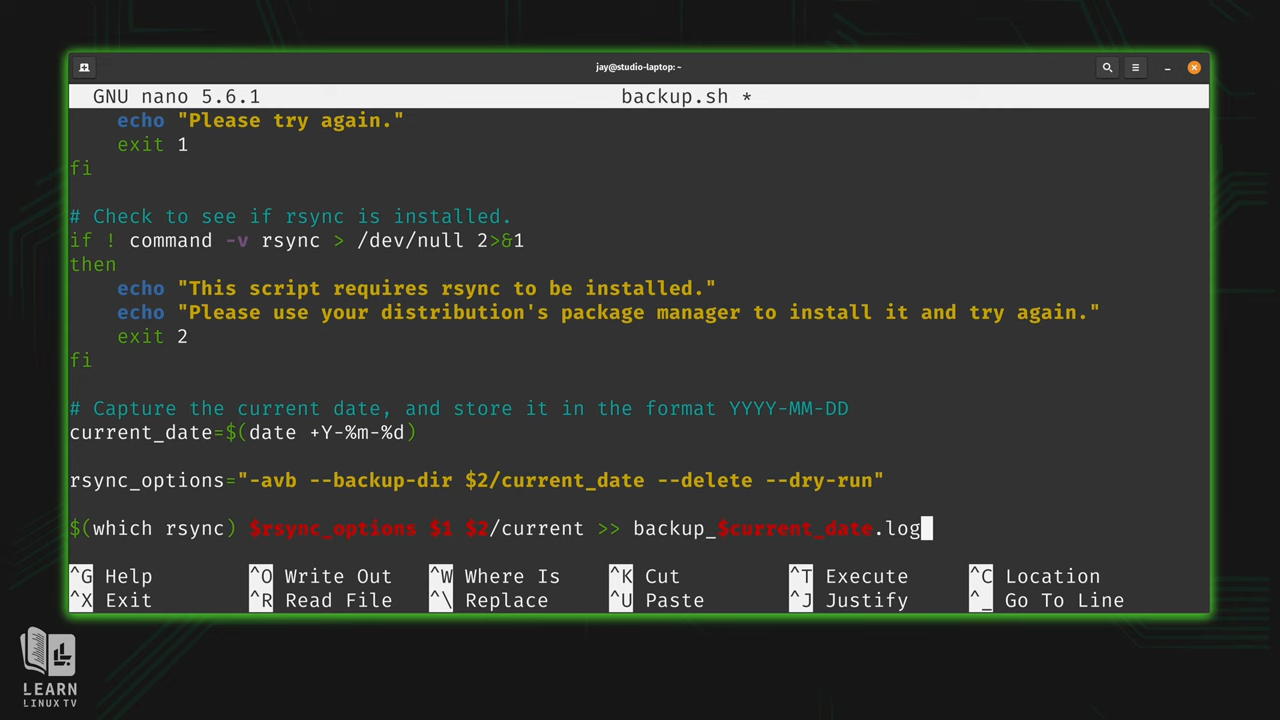 jay@studio-laptop: ~
GNU nano 5.6.1 backup.sh *
    echo "Please try again."
    exit 1
fi
# Check to see if rsync is installed.
if ! command -v rsync > /dev/null 2>&1
then
    echo "This script requires rsync to be installed."
    echo "Please use your distribution's package manager to install it and try again."
    exit 2
fi
# Capture the current date, and store it in the format YYYY-MM-DD
current_date=$(date +Y-%m-%d)
rsync_options="-avb --backup-dir $2/current_date --delete --dry-run"
$(which rsync) $rsync_options $1 $2/current >> backup_$current_date.log
^G Help ^O Write Out ^W Where Is ^K Cut ^T Execute ^C Location
^X Exit ^R Read File ^\ Replace ^U Paste ^J Justify ^_ Go To Line
LEARN
LINUX TV